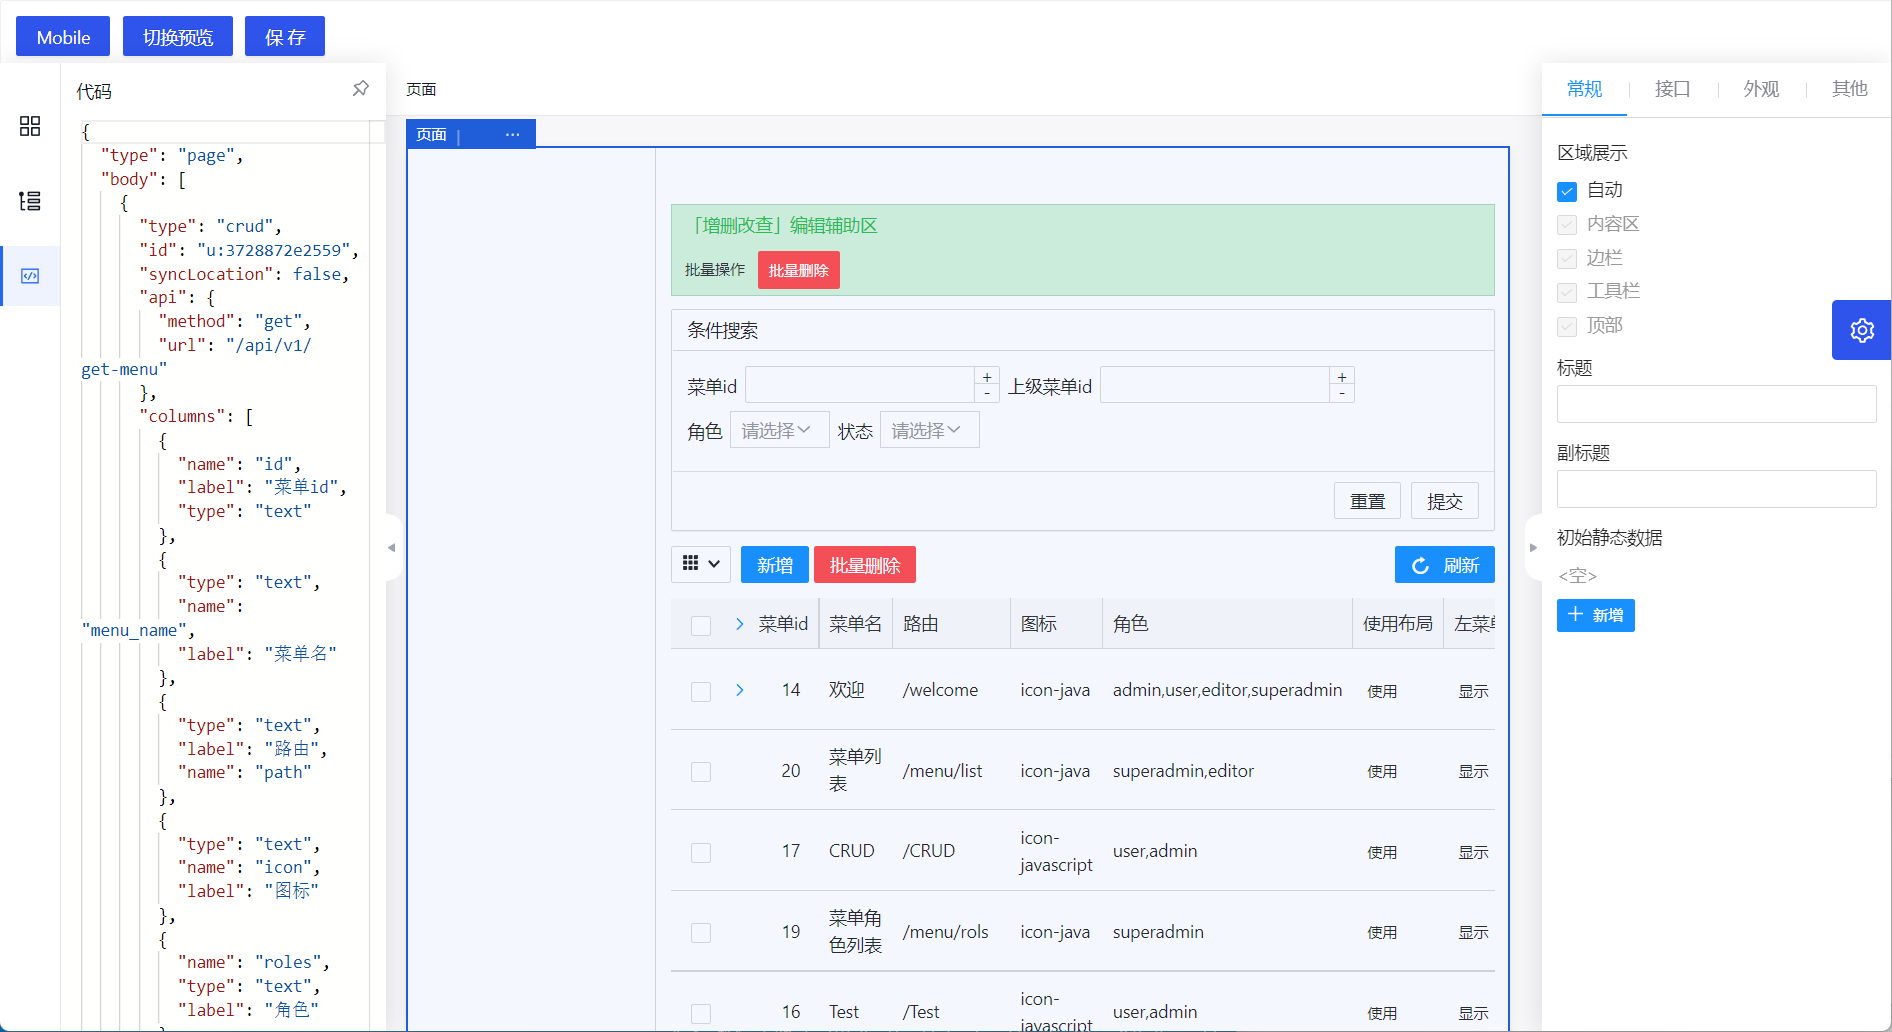 Mobile
切换预览
保 存
代码
{
"type": "page",
"body": [
{
"type": "crud",
"id": "u:3728872e2559",
"syncLocation": false,
"api": {
"method": "get",
"url": "/api/v1/
get-menu"
},
"columns": [
{
"name": "id",
"label": "菜单id",
"type": "text"
},
{
"type": "text",
"name":
"menu_name",
"label": "菜单名"
},
{
"type": "text",
"label": "路由",
"name": "path"
},
{
"type": "text",
"name": "icon",
"label": "图标"
},
{
"name": "roles",
"type": "text",
"label": "角色"
页面
页面 | ...
「增删改查」编辑辅助区
批量操作 批量删除
条件搜索
菜单id + - 上级菜单id + -
角色 请选择 状态 请选择
重置 提交
新增 批量删除 刷新
菜单id 菜单名 路由 图标 角色 使用布局
14 欢迎 /welcome icon-java admin,user,editor,superadmin 使用 显示
20 菜单列表 /menu/list icon-java superadmin,editor 使用 显示
17 CRUD /CRUD icon-javascript user,admin 使用 显示
19 菜单角色列表 /menu/rols icon-java superadmin 使用 显示
16 Test /Test icon-javascript user,admin 使用 显示
常规 接口 外观 其他
区域展示
自动
内容区
边栏
工具栏
顶部
标题
副标题
初始静态数据
<空>
+ 新增